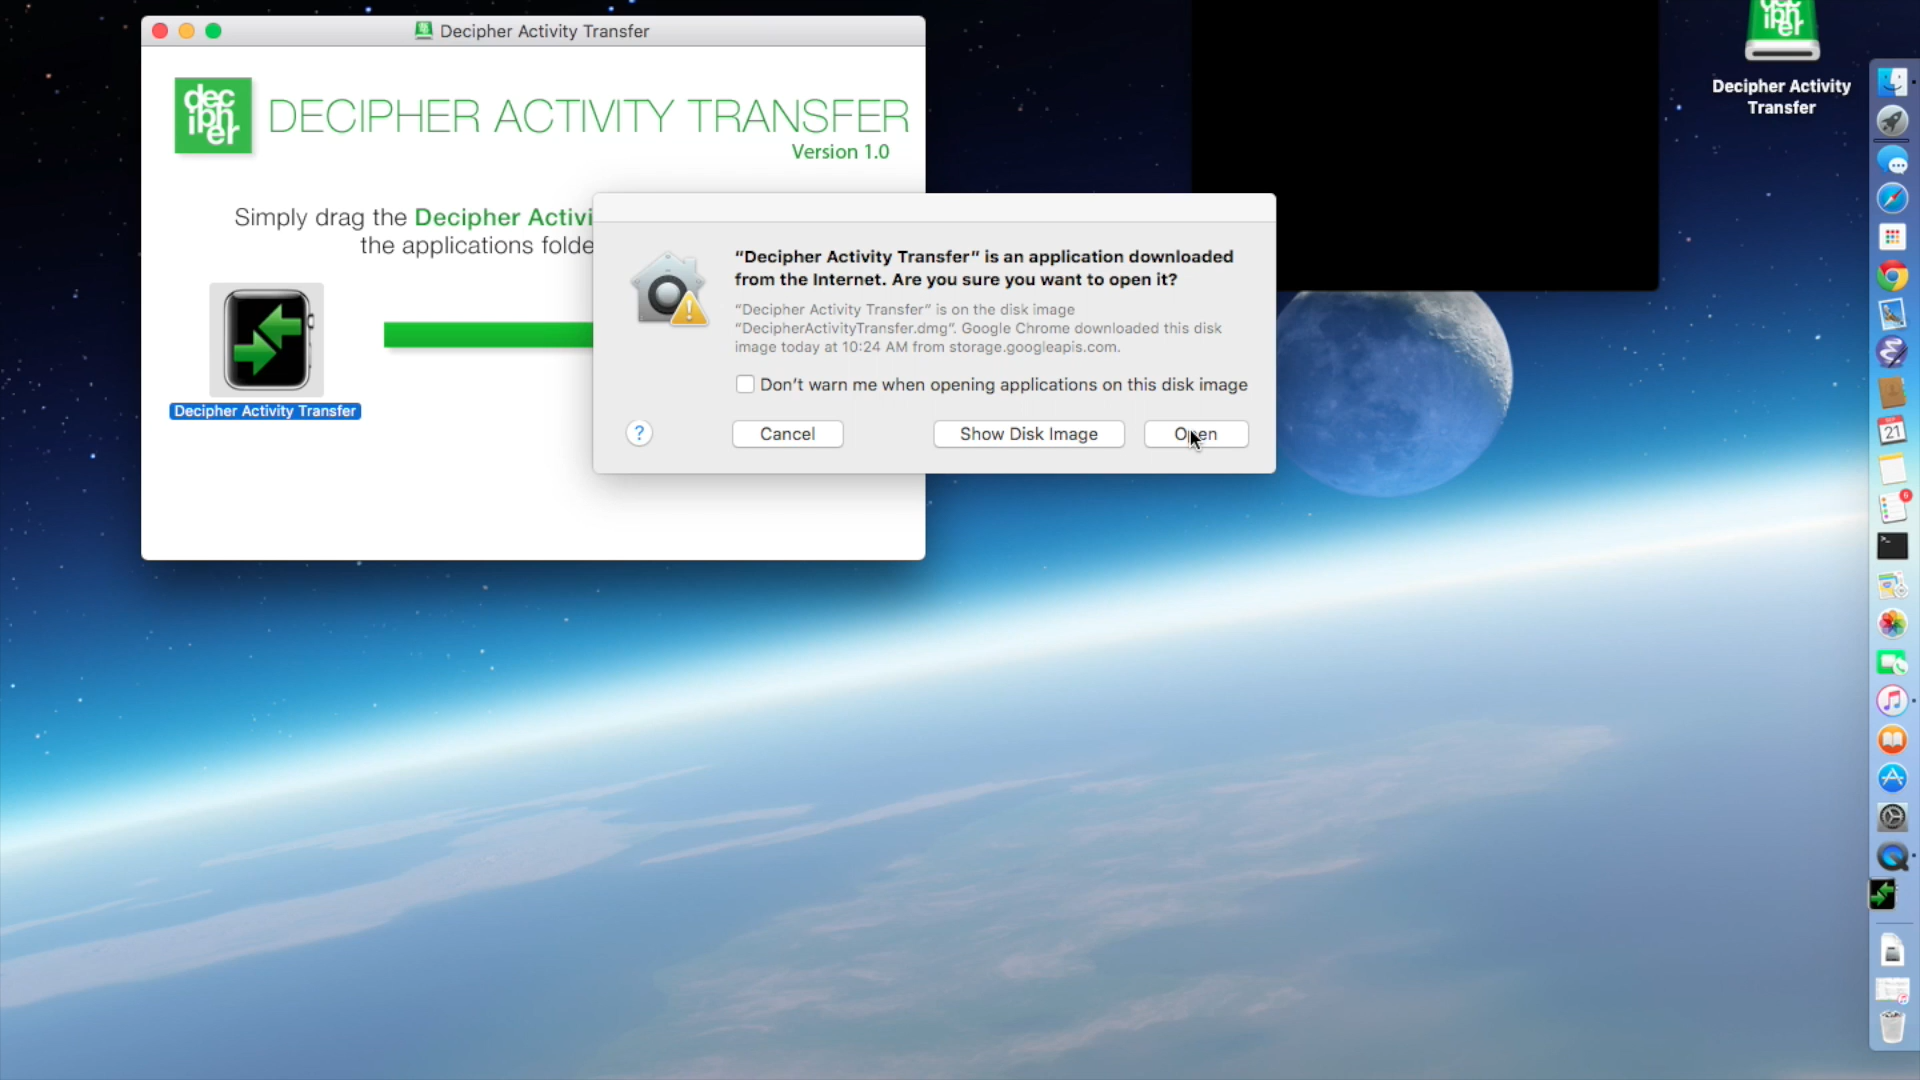 Decipher Activity Transfer
dec
iph
er
DECIPHER ACTIVITY TRANSFER
Version 1.0
Simply drag the Decipher Activi
the applications folde
Decipher Activity Transfer
“Decipher Activity Transfer” is an application downloaded
from the Internet. Are you sure you want to open it?
“Decipher Activity Transfer” is on the disk image
“DecipherActivityTransfer.dmg”. Google Chrome downloaded this disk
image today at 10:24 AM from storage.googleapis.com.
Don’t warn me when opening applications on this disk image
?
Cancel
Show Disk Image
Open
Decipher Activity
Transfer
21